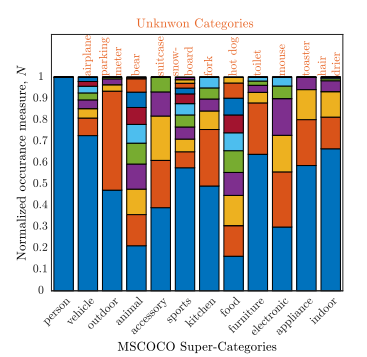 Unknwon Categories
airplane
parking
meter
bear
suitcase
snow-
board
fork
hot dog
toilet
mouse
toaster
hair
drier
Normalized occurance mean, N
1
0.9
0.8
0.7
0.6
0.5
0.4
0.3
0.2
0.1
0
person
vehicle
outdoor
animal
accessory
sports
kitchen
food
furniture
electronic
appliance
indoor
MSCOCO Super-Categories